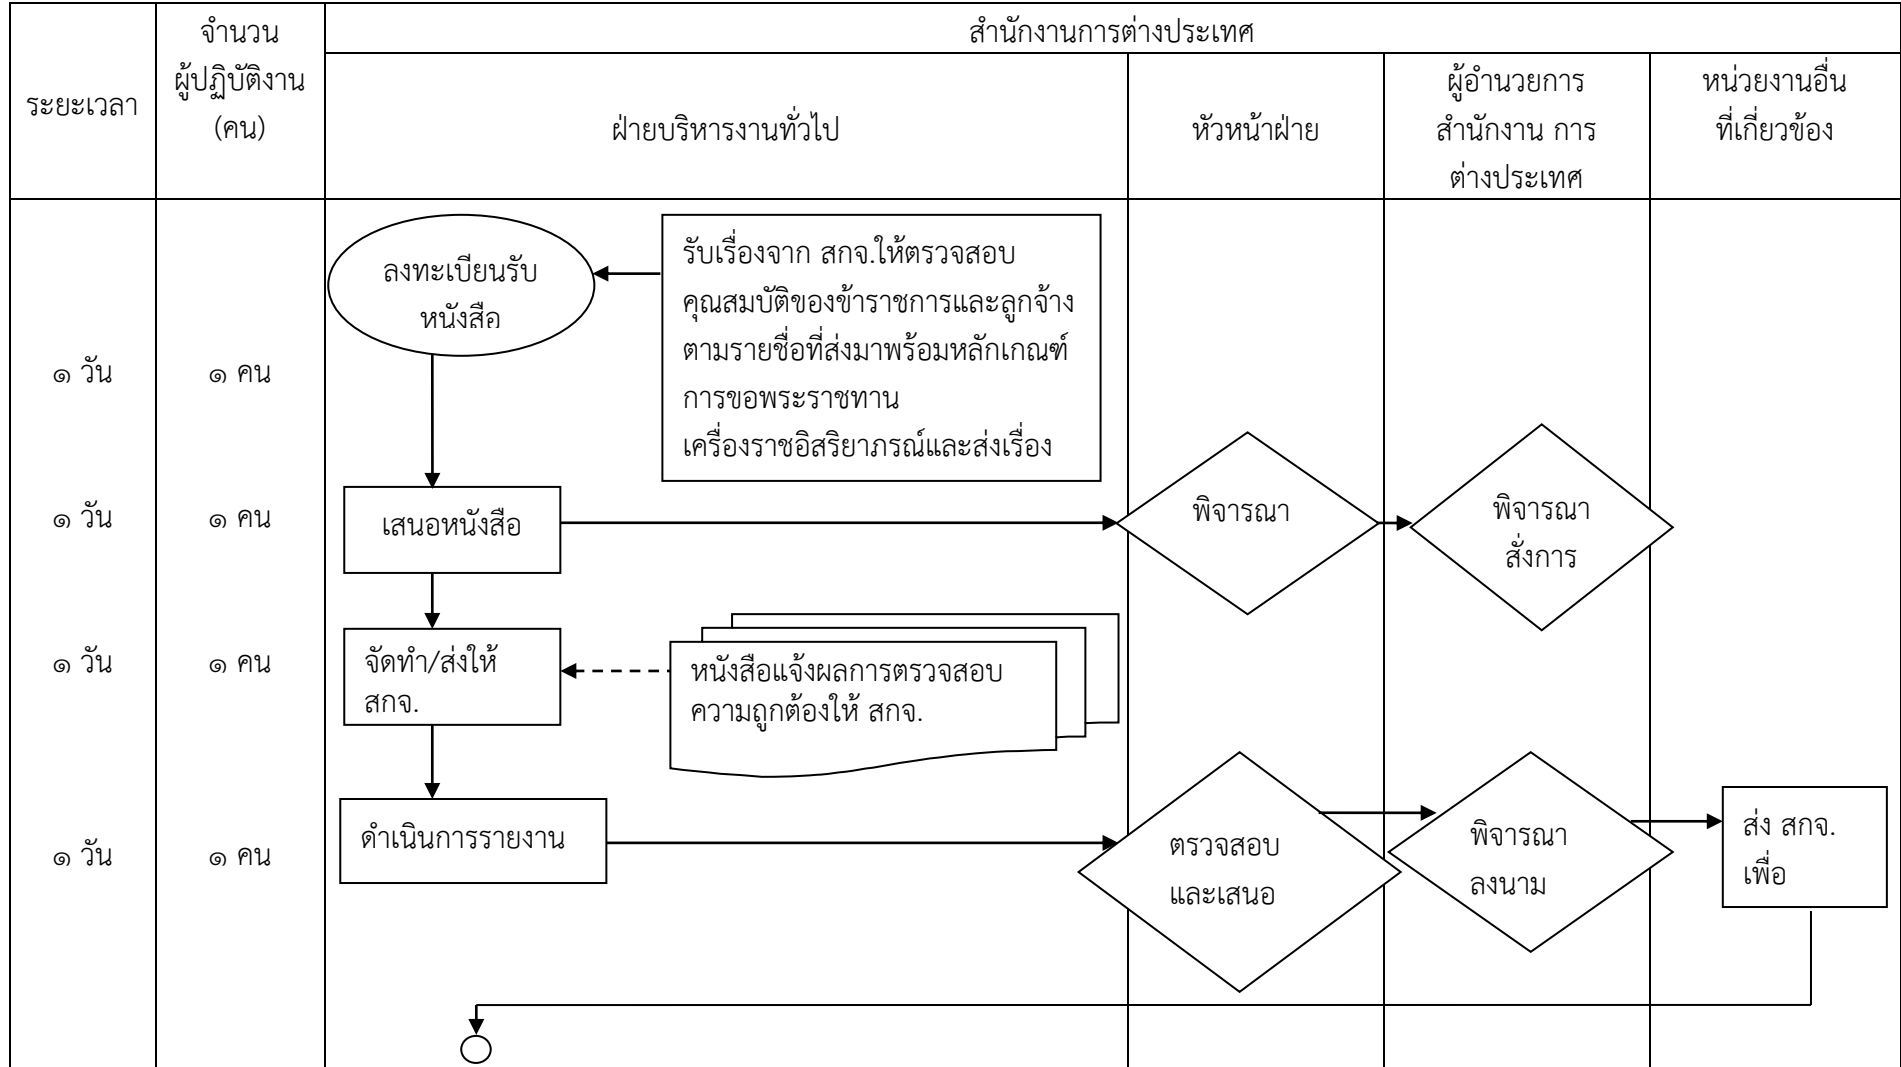 ระยะเวลา
จำนวน
ผู้ปฏิบัติงาน
(คน)
สำนักงานการต่างประเทศ
ฝ่ายบริหารงานทั่วไป
หัวหน้าฝ่าย
ผู้อำนวยการ
สำนักงาน การ
ต่างประเทศ
หน่วยงานอื่น
ที่เกี่ยวข้อง
ลงทะเบียนรับ
หนังสือ
รับเรื่องจาก สกจ.ให้ตรวจสอบ
คุณสมบัติของข้าราชการและลูกจ้าง
ตามรายชื่อที่ส่งมาพร้อมหลักเกณฑ์
การขอพระราชทาน
เครื่องราชอิสริยาภรณ์และส่งเรื่อง
๑ วัน
๑ คน
๑ วัน
๑ คน
เสนอหนังสือ
พิจารณา
พิจารณา
สั่งการ
๑ วัน
๑ คน
จัดทำ/ส่งให้
สกจ.
หนังสือแจ้งผลการตรวจสอบ
ความถูกต้องให้ สกจ.
๑ วัน
๑ คน
ดำเนินการรายงาน
ตรวจสอบ
และเสนอ
พิจารณา
ลงนาม
ส่ง สกจ.
เพื่อ